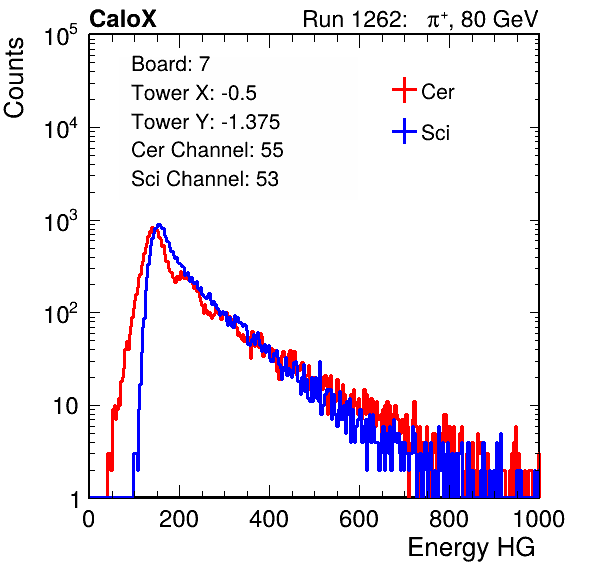 CaloX Run 1262: π⁺, 80 GeV
Counts
10⁵
10⁴
10³
10²
10
1
Board: 7
Tower X: -0.5
Tower Y: -1.375
Cer Channel: 55
Sci Channel: 53
Cer
Sci
0 200 400 600 800 1000
Energy HG